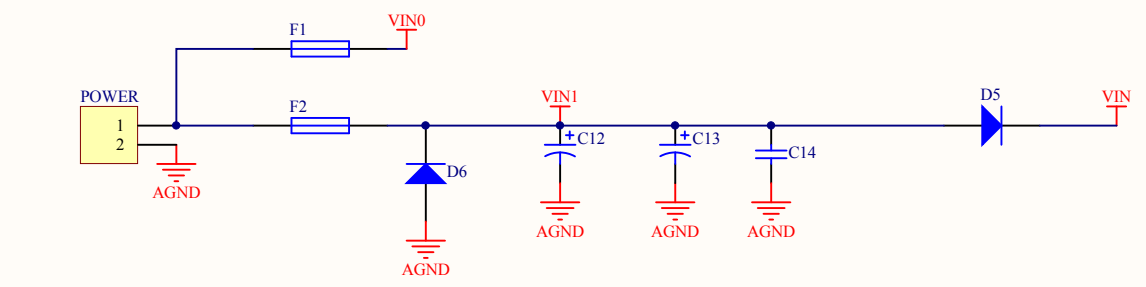 VIN0
F1
POWER
F2
VIN1
D5
VIN
1
2
+
C12
+
C13
C14
D6
AGND
AGND
AGND
AGND
AGND